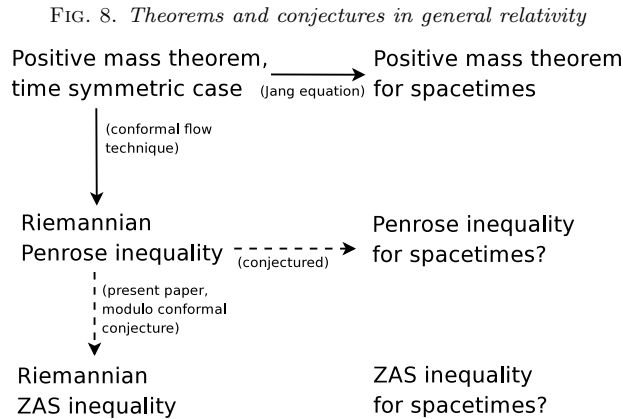 FIG. 8. Theorems and conjectures in general relativity
Positive mass theorem,
time symmetric case
(Jang equation)
Positive mass theorem
for spacetimes
(conformal flow
technique)
Riemannian
Penrose inequality
(conjectured)
Penrose inequality
for spacetimes?
(present paper,
modulo conformal
conjecture)
Riemannian
ZAS inequality
ZAS inequality
for spacetimes?